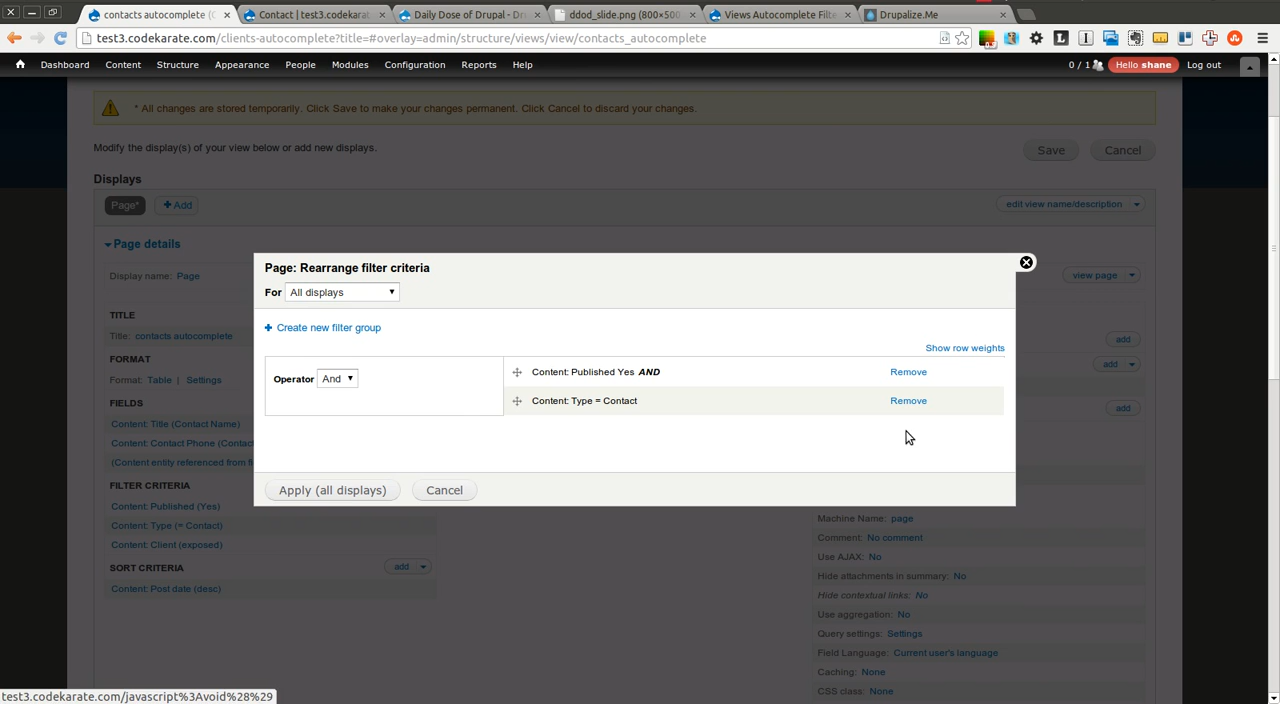 contacts autocomplete (C
Contact | test3.codekarat
Daily Dose of Drupal - Dr
ddod_slide.png (800×500
Views Autocomplete Filte
Drupalize.Me
test3.codekarate.com/clients-autocomplete?title=#overlay=admin/structure/views/view/contacts_autocomplete
Dashboard Content Structure Appearance People Modules Configuration Reports Help 0 / 1 Hello shane Log out
* All changes are stored temporarily. Click Save to make your changes permanent. Click Cancel to discard your changes.
Modify the display(s) of your view below or add new displays.
Save Cancel
Displays
Page* Add edit view name/description
Page details
Display name: Page view page
Page: Rearrange filter criteria
For All displays
Create new filter group
Show row weights
Operator And
Content: Published Yes AND Remove
Content: Type = Contact Remove
Apply (all displays) Cancel
TITLE
Title: contacts autocomplete
FORMAT
Format: Table | Settings
FIELDS
Content: Title (Contact Name)
Content: Contact Phone (Contac
(Content entity referenced from fi
FILTER CRITERIA
Content: Published (Yes)
Content: Type (= Contact)
Content: Client (exposed)
SORT CRITERIA add
Content: Post date (desc)
add
add
add
Machine Name: page
Comment: No comment
Use AJAX: No
Hide attachments in summary: No
Hide contextual links: No
Use aggregation: No
Query settings: Settings
Field Language: Current user's language
Caching: None
CSS class: None
test3.codekarate.com/javascript%3Avoid%28%29